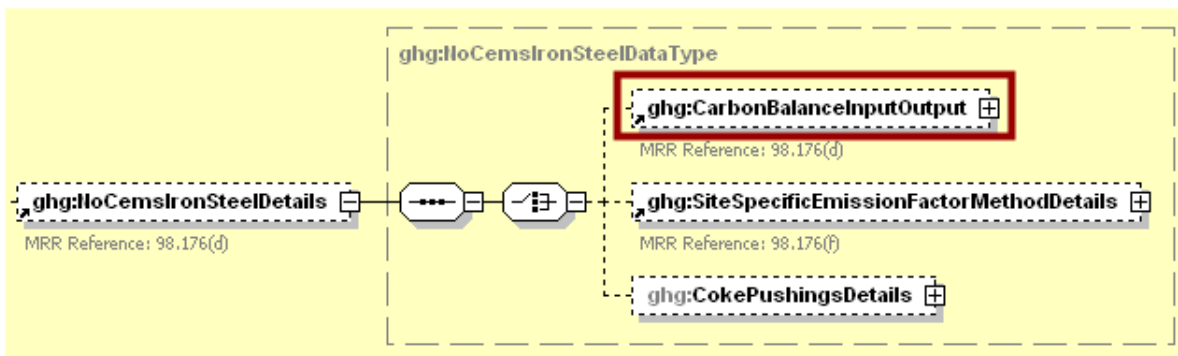 ghg:NoCemsIronSteelDataType
ghg:CarbonBalanceInputOutput
MRR Reference: 98.176(d)
ghg:NoCemsIronSteelDetails
MRR Reference: 98.176(d)
ghg:SiteSpecificEmissionFactorMethodDetails
MRR Reference: 98.176(f)
ghg:CokePushingsDetails